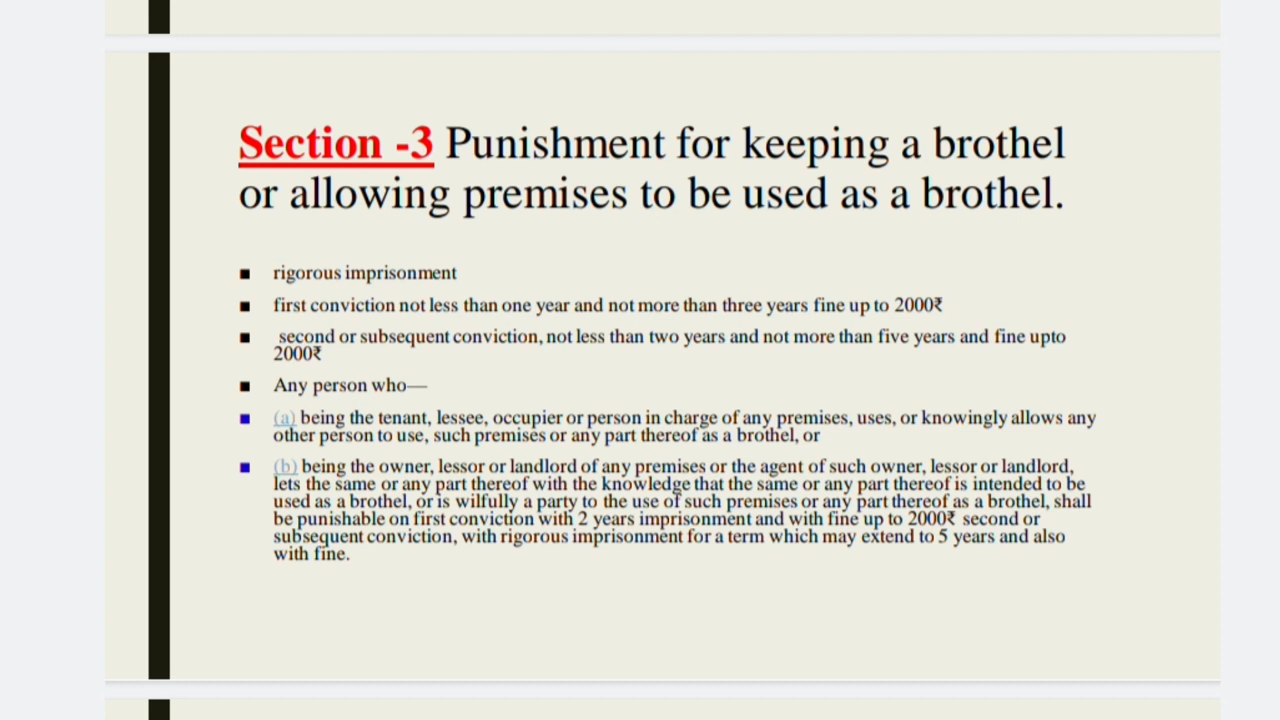 Section -3 Punishment for keeping a brothel
or allowing premises to be used as a brothel.
rigorous imprisonment
first conviction not less than one year and not more than three years fine up to 2000₹
second or subsequent conviction, not less than two years and not more than five years and fine upto
2000₹
Any person who—
(a) being the tenant, lessee, occupier or person in charge of any premises, uses, or knowingly allows any
other person to use, such premises or any part thereof as a brothel, or
(b) being the owner, lessor or landlord of any premises or the agent of such owner, lessor or landlord,
lets the same or any part thereof with the knowledge that the same or any part thereof is intended to be
used as a brothel, or is wilfully a party to the use of such premises or any part thereof as a brothel, shall
be punishable on first conviction with 2 years imprisonment and with fine up to 2000₹ second or
subsequent conviction, with rigorous imprisonment for a term which may extend to 5 years and also
with fine.